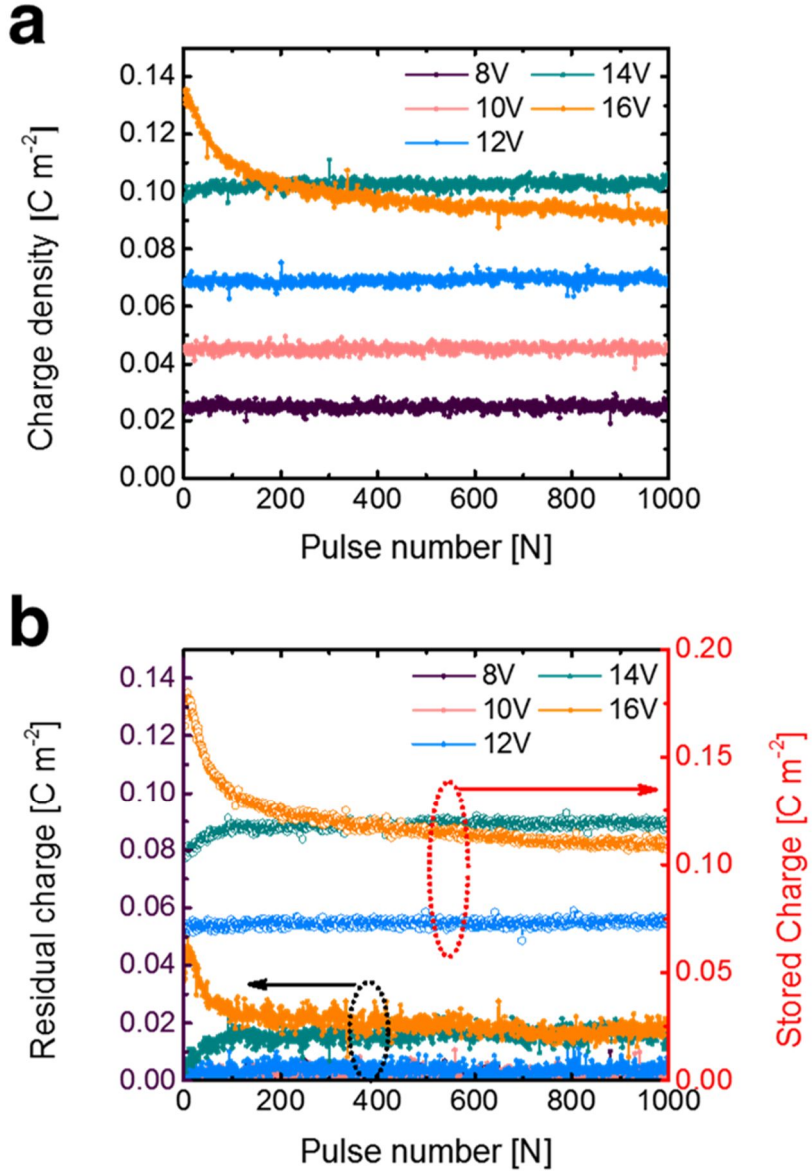 a
Charge density [C m-2]
0.14
0.12
0.10
0.08
0.06
0.04
0.02
0.00
8V 14V
10V 16V
12V
0 200 400 600 800 1000
Pulse number [N]
b
Residual charge [C m-2]
0.14
0.12
0.10
0.08
0.06
0.04
0.02
0.00
8V 14V
10V 16V
12V
0.20
0.15
0.10
0.05
0.00
Stored Charge [C m-2]
0 200 400 600 800 1000
Pulse number [N]